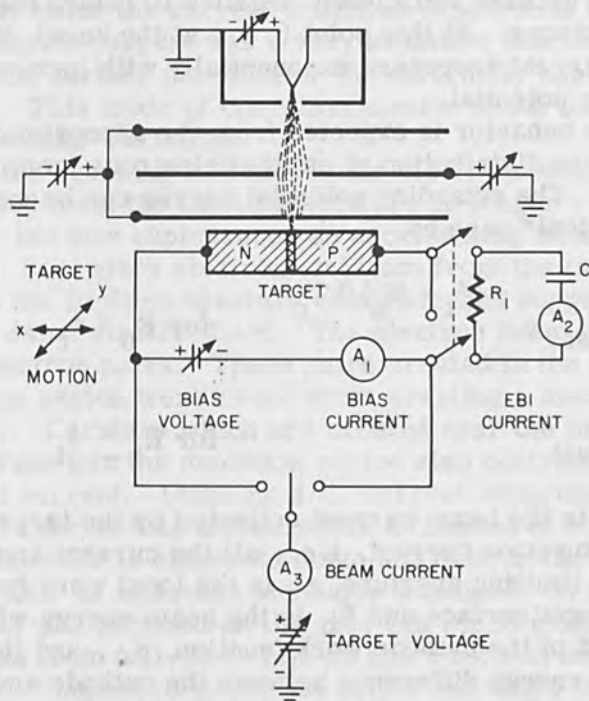 - +
- + + -
N P
TARGET
TARGET
MOTION
x y
R1
C
A2
+ -
A1
BIAS VOLTAGE
BIAS CURRENT
EBI CURRENT
A3
BEAM CURRENT
+
TARGET VOLTAGE
-